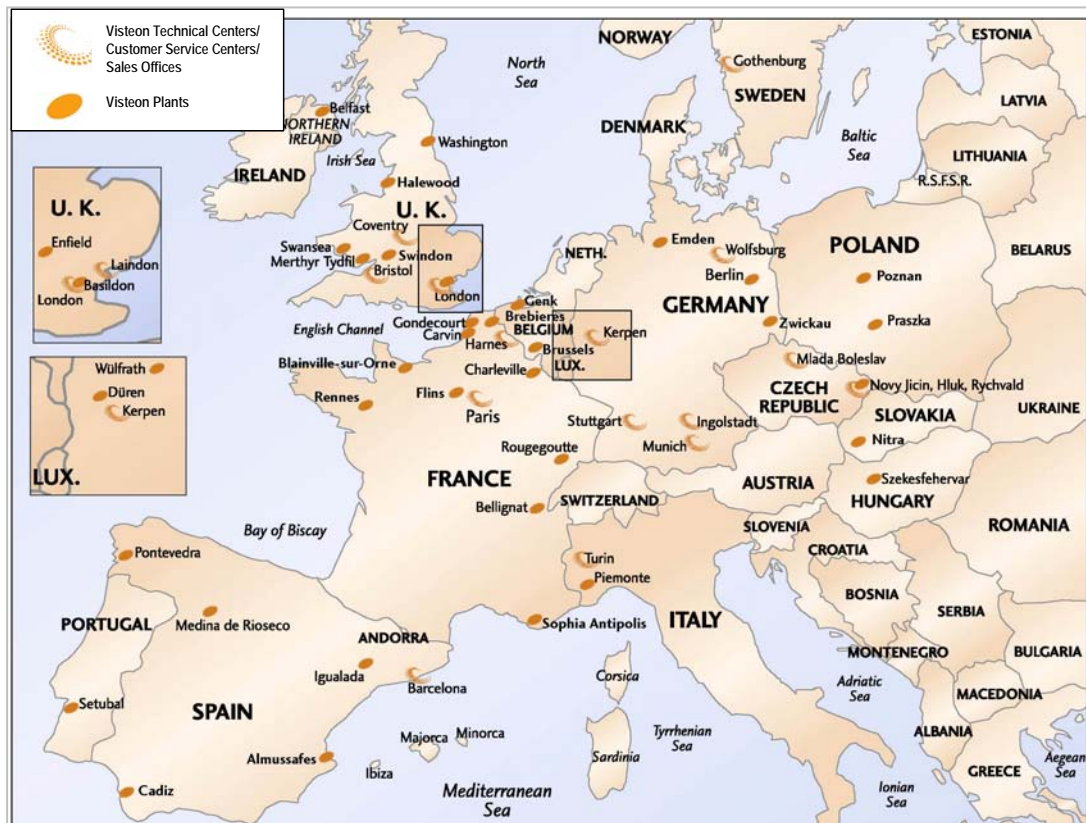 Visteon Technical Centers/
Customer Service Centers/
Sales Offices
Visteon Plants
NORWAY
ESTONIA
North
Sea
Gothenburg
SWEDEN
LATVIA
Belfast
NORTHERN
IRELAND
DENMARK
Baltic
Sea
Washington
Irish Sea
LITHUANIA
IRELAND
Halewood
R.S.F.S.R.
U. K.
U. K.
Coventry
Enfield
Swansea
Merthyr Tydfil
Swindon
Bristol
Emden
Wolfsburg
POLAND
BELARUS
NETH.
Laindon
London
Basildon
London
Berlin
Poznan
GERMANY
Genk
English Channel
Gondecourt
Brebieres
Carvin
BELGIUM
Harnes
Kerpen
Zwickau
Praszka
Brussels
LUX.
Blainville-sur-Orne
Charleville
Mlada Boleslav
Wülfrath
Düren
Kerpen
LUX.
Rennes
Flins
Paris
CZECH
REPUBLIC
Novy Jicin, Hluk, Rychvald
UKRAINE
Stuttgart
Ingolstadt
SLOVAKIA
Munich
Nitra
Rougegoutte
FRANCE
AUSTRIA
Szekesfehervar
HUNGARY
Bellignat
SWITZERLAND
Bay of Biscay
SLOVENIA
ROMANIA
Pontevedra
CROATIA
Turin
Piemonte
BOSNIA
SERBIA
PORTUGAL
Medina de Rioseco
Sophia Antipolis
ITALY
ANDORRA
MONTENEGRO
BULGARIA
Igualada
Barcelona
Corsica
Adriatic
Sea
MACEDONIA
Setubal
SPAIN
Majorca
Minorca
Tyrrhenian
Sea
ALBANIA
Almussafes
Ibiza
Sardinia
Aegean
Sea
GREECE
Cadiz
Mediterranean
Sea
Ionian
Sea